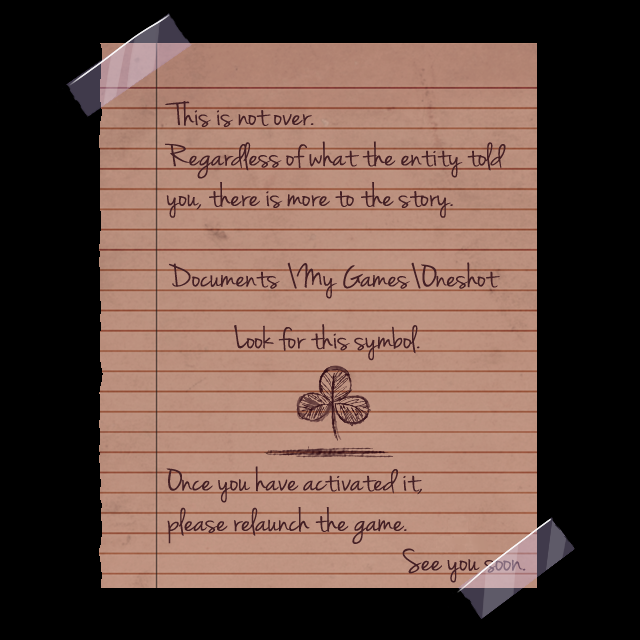 This is not over.
Regardless of what the entity told
you, there is more to the story.
Documents \My Games\Oneshot
Look for this symbol.
Once you have activated it,
please relaunch the game.
See you soon.